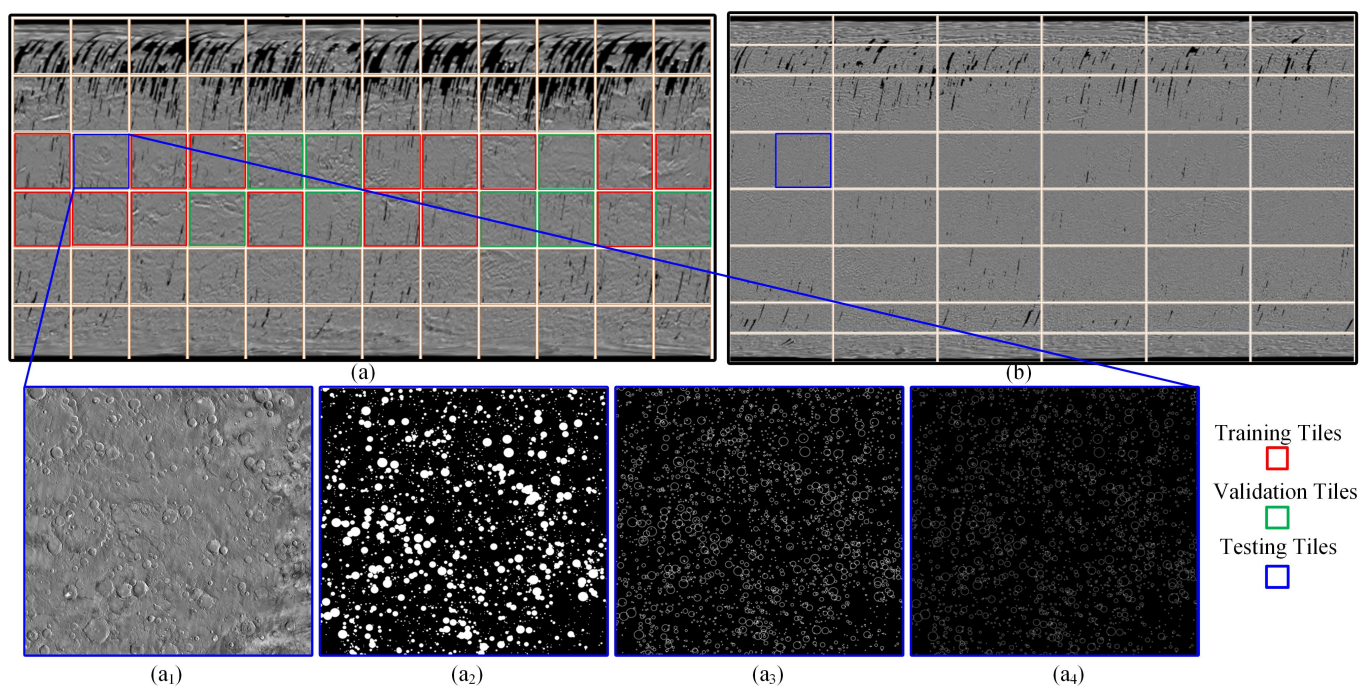 (a)
(b)
Training Tiles
Validation Tiles
Testing Tiles
(a1)
(a2)
(a3)
(a4)